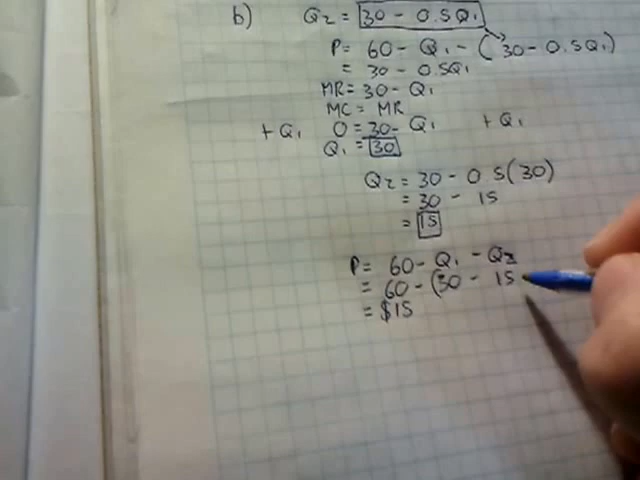 b) Q2 = 30 - 0.5Q1
P = 60 - Q1 - (30 - 0.5Q1)
= 30 - 0.5Q1
MR = 30 - Q1
MC = MR
+ Q1 0 = 30 - Q1 + Q1
Q1 = 30
Q2 = 30 - 0.5(30)
= 30 - 15
= 15
P = 60 - Q1 - Q2
= 60 - (30 - 15
= $15